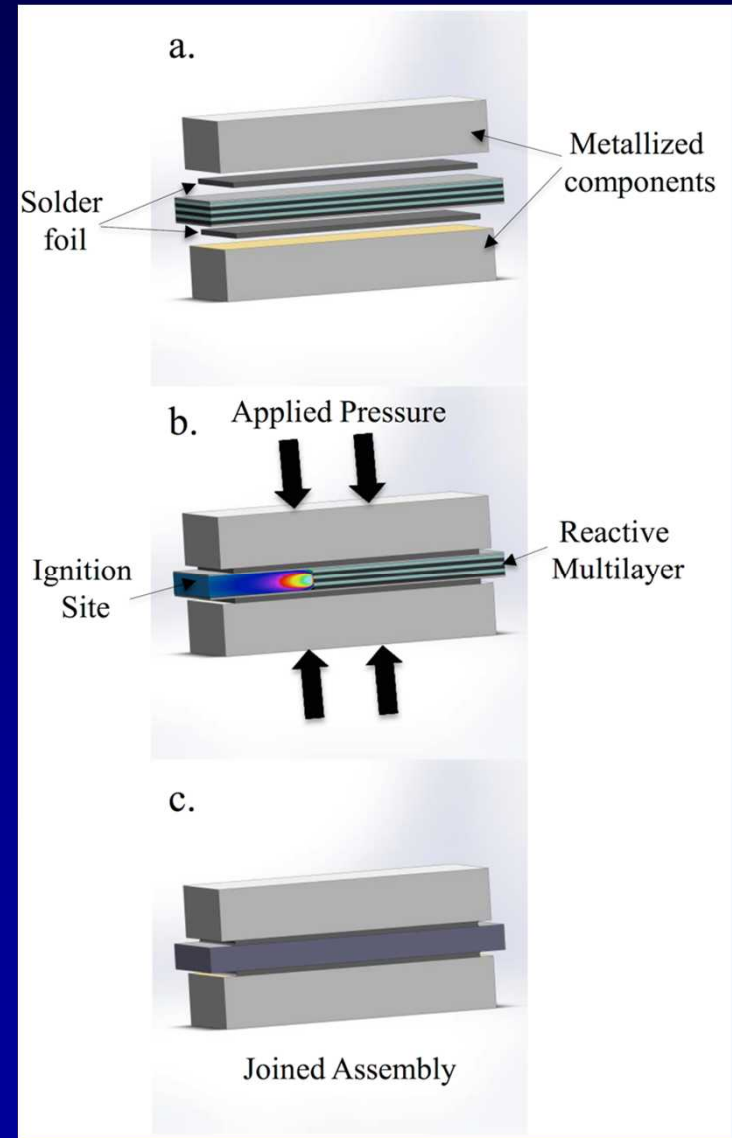 a.
Metallized
components
Solder
foil
b.
Applied Pressure
Reactive
Multilayer
Ignition
Site
c.
Joined Assembly